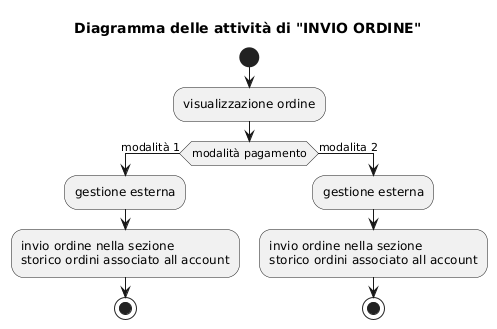 Diagramma delle attività di "INVIO ORDINE"
visualizzazione ordine
modalità pagamento
modalità 1
modalita 2
gestione esterna
gestione esterna
invio ordine nella sezione
storico ordini associato all account
invio ordine nella sezione
storico ordini associato all account